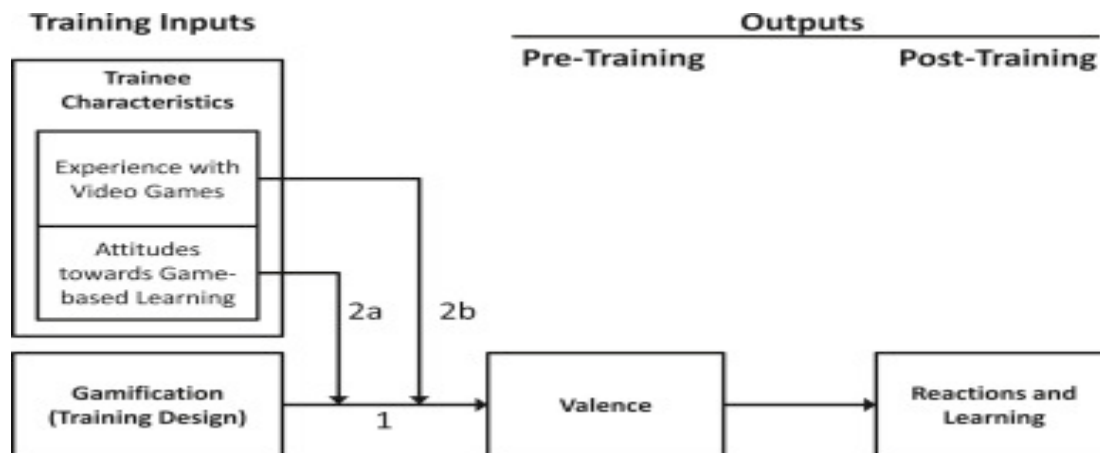 Training Inputs
Outputs
Pre-Training
Post-Training
Trainee
Characteristics
Experience with
Video Games
Attitudes
towards Game-
based Learning
2a
2b
Gamification
(Training Design)
1
Valence
Reactions and
Learning